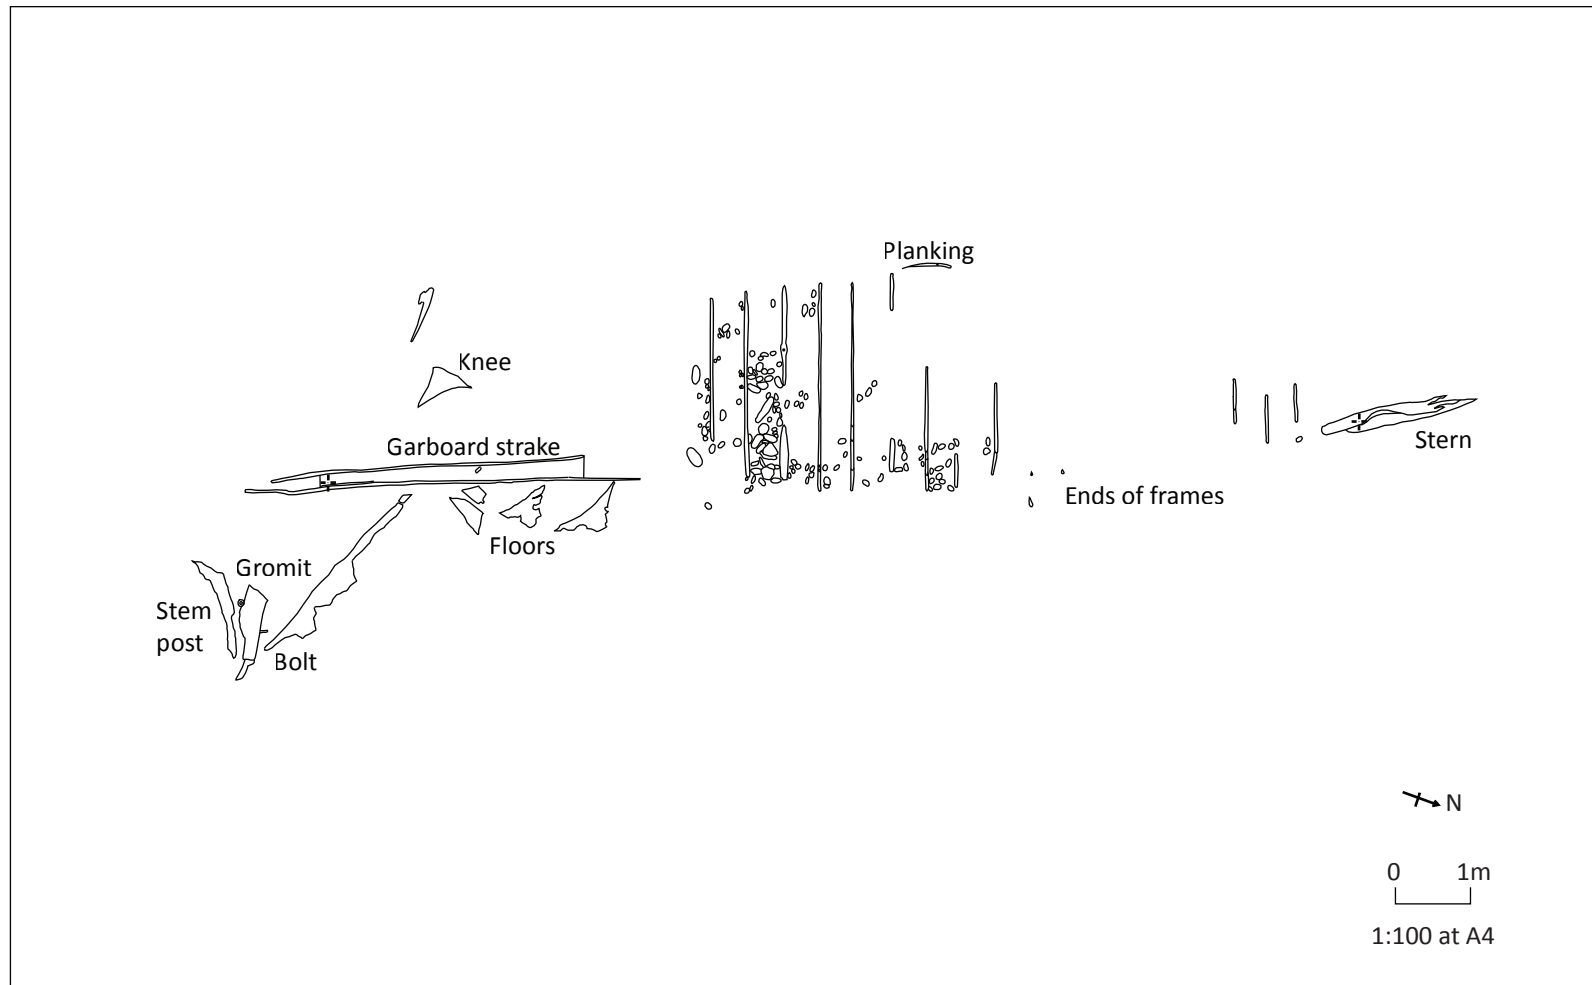 Planking
Knee
Garboard strake
Stern
Ends of frames
Floors
Gromit
Stem
post
Bolt
N
0 1m
1:100 at A4